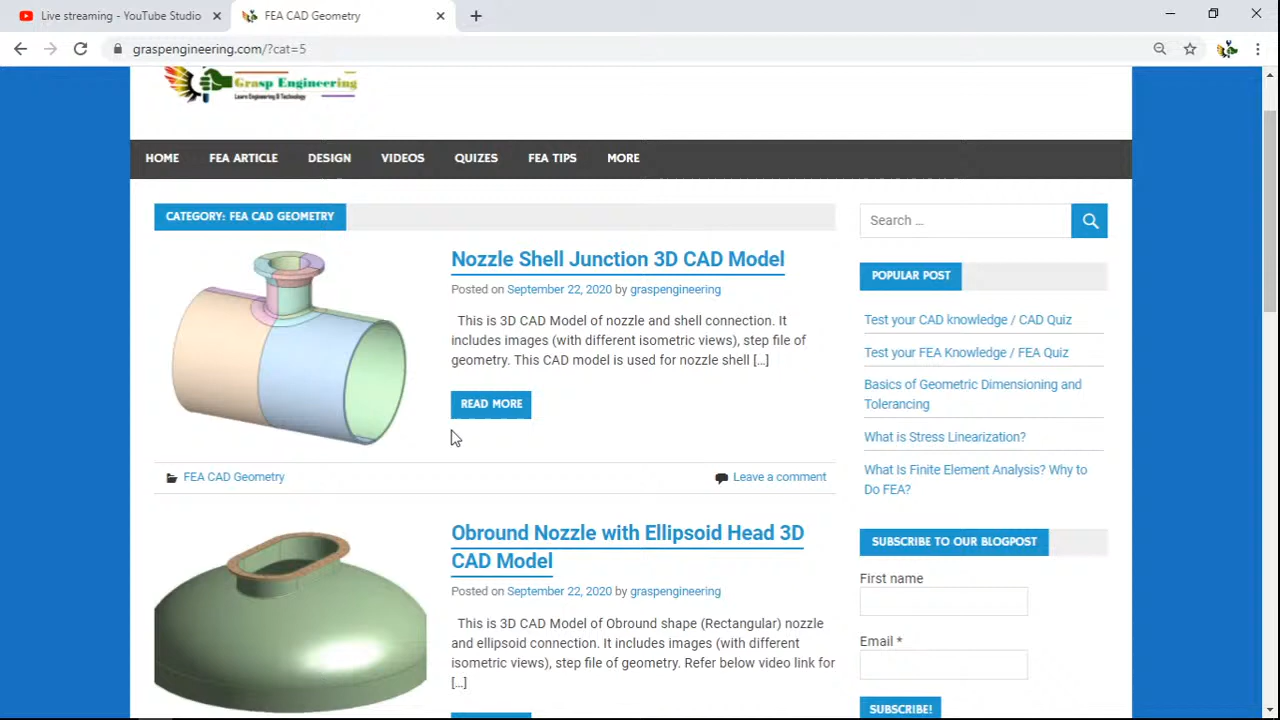 Live streaming - YouTube Studio
FEA CAD Geometry
graspengineering.com/?cat=5
Grasp Engineering
Learn Engineering & Technology
HOME
FEA ARTICLE
DESIGN
VIDEOS
QUIZES
FEA TIPS
MORE
CATEGORY: FEA CAD GEOMETRY
Nozzle Shell Junction 3D CAD Model
Posted on September 22, 2020 by graspengineering
This is 3D CAD Model of nozzle and shell connection. It
includes images (with different isometric views), step file of
geometry. This CAD model is used for nozzle shell [...]
READ MORE
FEA CAD Geometry
Leave a comment
Obround Nozzle with Ellipsoid Head 3D
CAD Model
Posted on September 22, 2020 by graspengineering
This is 3D CAD Model of Obround shape (Rectangular) nozzle
and ellipsoid connection. It includes images (with different
isometric views), step file of geometry. Refer below video link for
[...]
Search ...
POPULAR POST
Test your CAD knowledge / CAD Quiz
Test your FEA Knowledge / FEA Quiz
Basics of Geometric Dimensioning and
Tolerancing
What is Stress Linearization?
What Is Finite Element Analysis? Why to
Do FEA?
SUBSCRIBE TO OUR BLOGPOST
First name
Email *
SUBSCRIBE!